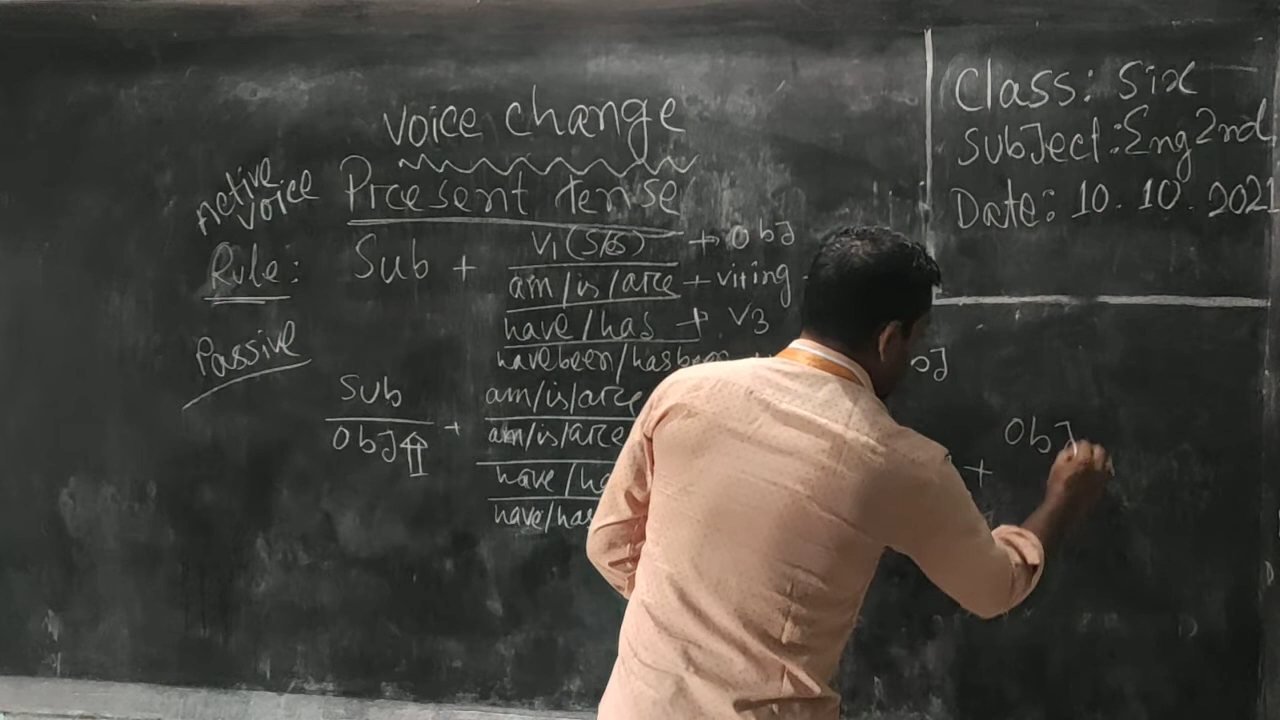 Voice change
Present tense
Active
voice
Rule: Sub + V1(S/es) + Obj
am/is/are + V1+ing
have/has + V3
have been/has been
Passive
Sub
Obj + am/is/are
am/is/are + Obj
have/ha
have/has
Class: Six
Subject: Eng 2nd
Date: 10.10.2021